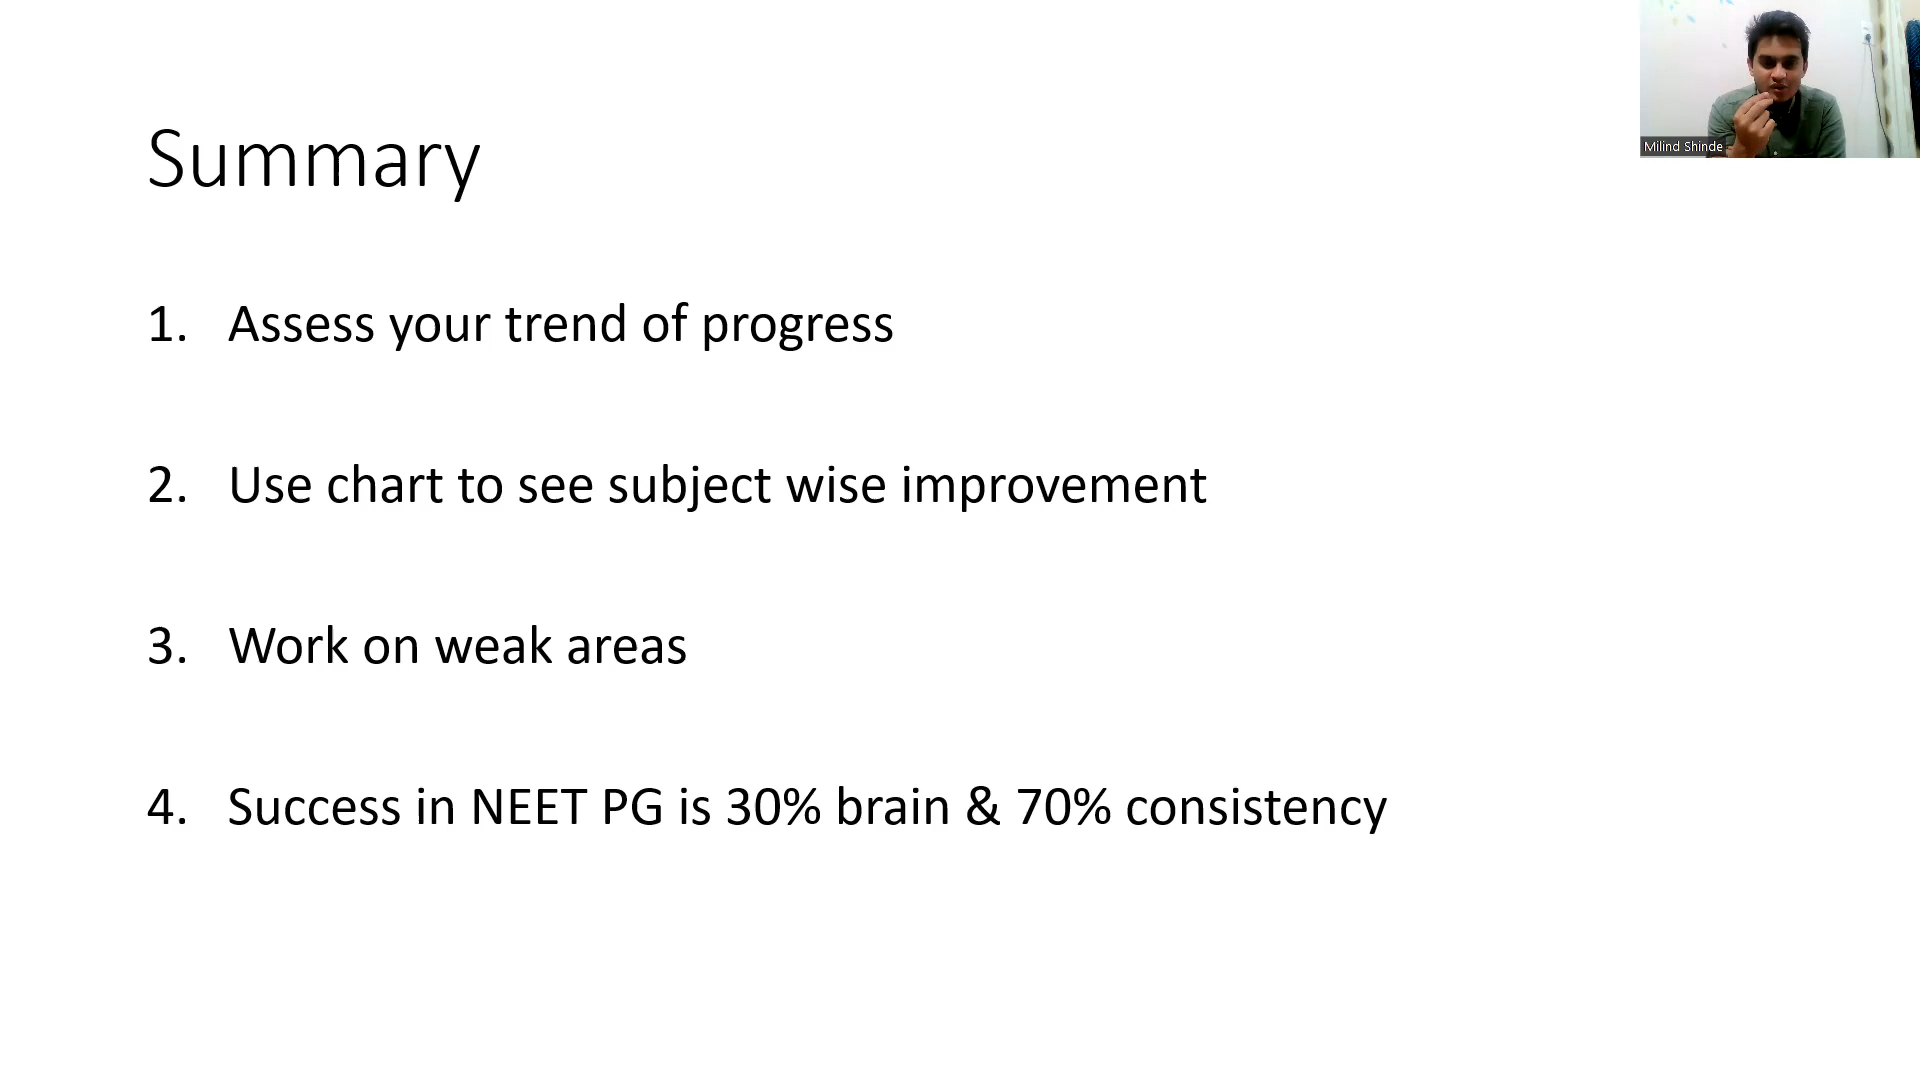 Milind Shinde
Summary
1. Assess your trend of progress
2. Use chart to see subject wise improvement
3. Work on weak areas
4. Success in NEET PG is 30% brain & 70% consistency